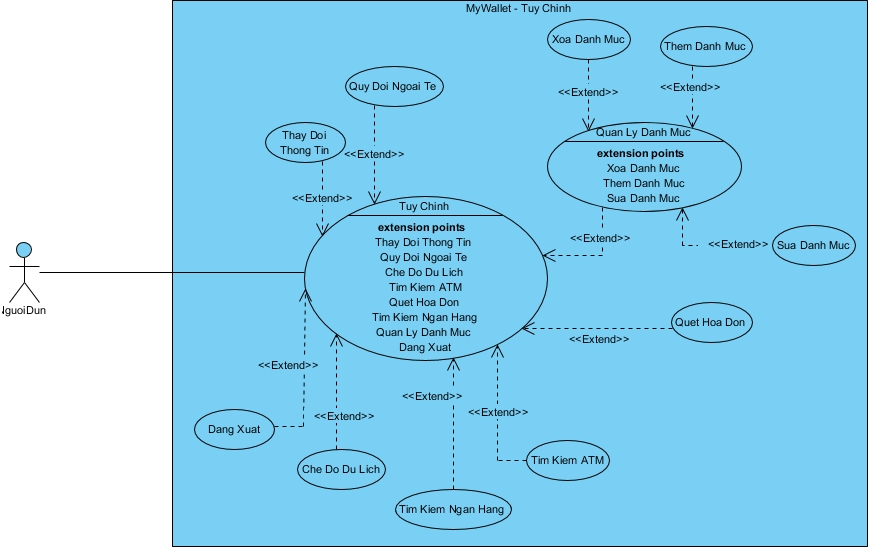 MyWallet - Tuy Chinh
Xoa Danh Muc
Them Danh Muc
<<Extend>>
<<Extend>>
Quy Doi Ngoai Te
Thay Doi
Thong Tin
<<Extend>>
<<Extend>>
Quan Ly Danh Muc
extension points
Xoa Danh Muc
Them Danh Muc
Sua Danh Muc
<<Extend>>
<<Extend>>
Sua Danh Muc
Tuy Chinh
extension points
Thay Doi Thong Tin
Quy Doi Ngoai Te
Che Do Du Lich
Tim Kiem ATM
Quet Hoa Don
Tim Kiem Ngan Hang
Quan Ly Danh Muc
Dang Xuat
NguoiDun
Quet Hoa Don
<<Extend>>
<<Extend>>
<<Extend>>
<<Extend>>
<<Extend>>
Dang Xuat
Che Do Du Lich
Tim Kiem ATM
Tim Kiem Ngan Hang